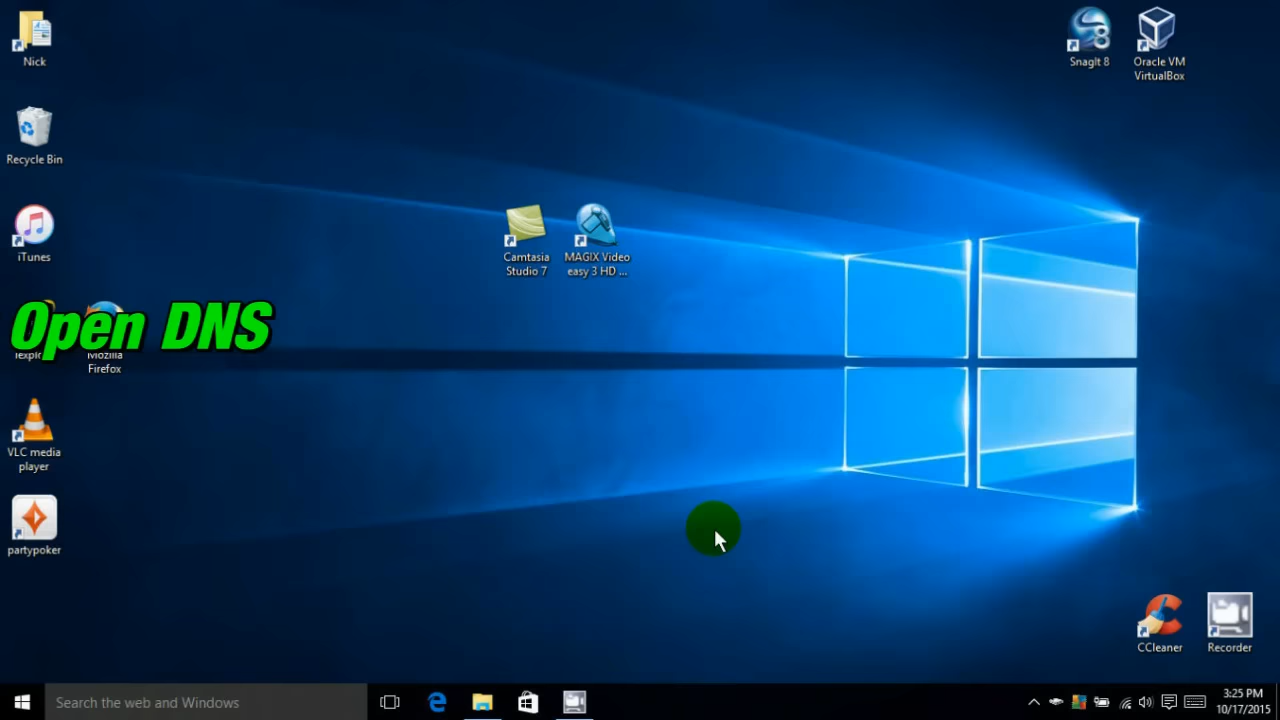 Nick
Recycle Bin
iTunes
Open DNS
Mozilla
Firefox
VLC media
player
partypoker
Camtasia
Studio 7
MAGIX Video
easy 3 HD ...
SnagIt 8
Oracle VM
VirtualBox
CCleaner
Recorder
Search the web and Windows
3:25 PM
10/17/2015